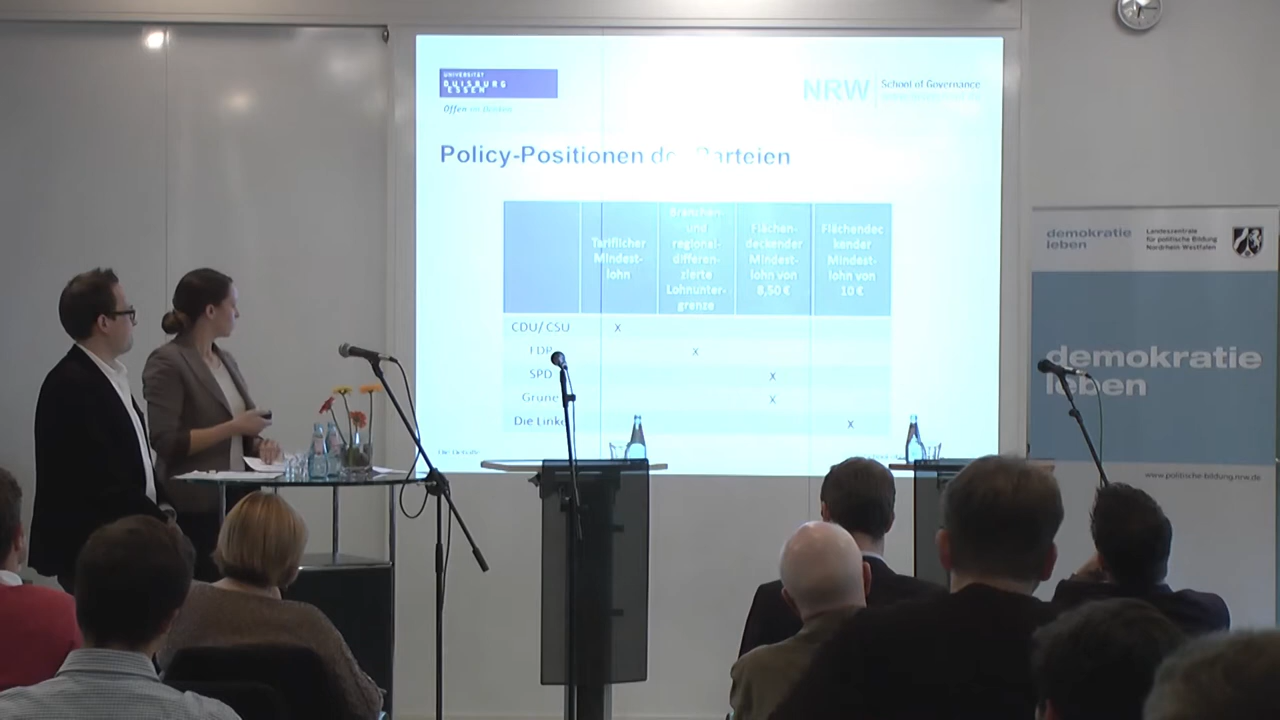 UNIVERSITÄT
DUISBURG
ESSEN
Offen im Denken
NRW School of Governance
Policy-Positionen der Parteien
Tariflicher Mindest-lohn
Branchen- und regional-differen-zierte Lohnunter-grenze
Flächen-deckender Mindest-lohn von 8,50 €
Flächendec kender Mindest-lohn von 10 €
CDU/ CSU x
FDP x
SPD x
Grüne x
Die Linke x
demokratie
leben
Landeszentrale
für politische Bildung
Nordrhein-Westfalen
demokratie
leben
www.politische-bildung.nrw.de